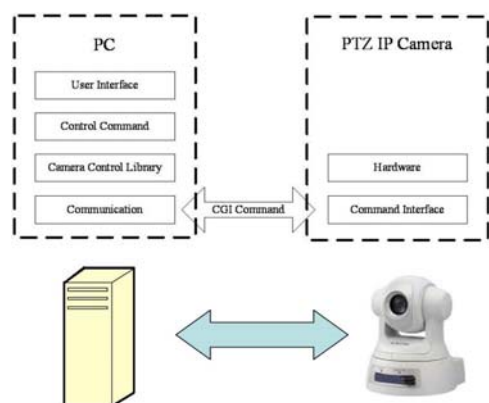 PC
User Interface
Control Command
Camera Control Library
Communication
CGI Command
PTZ IP Camera
Hardware
Command Interface